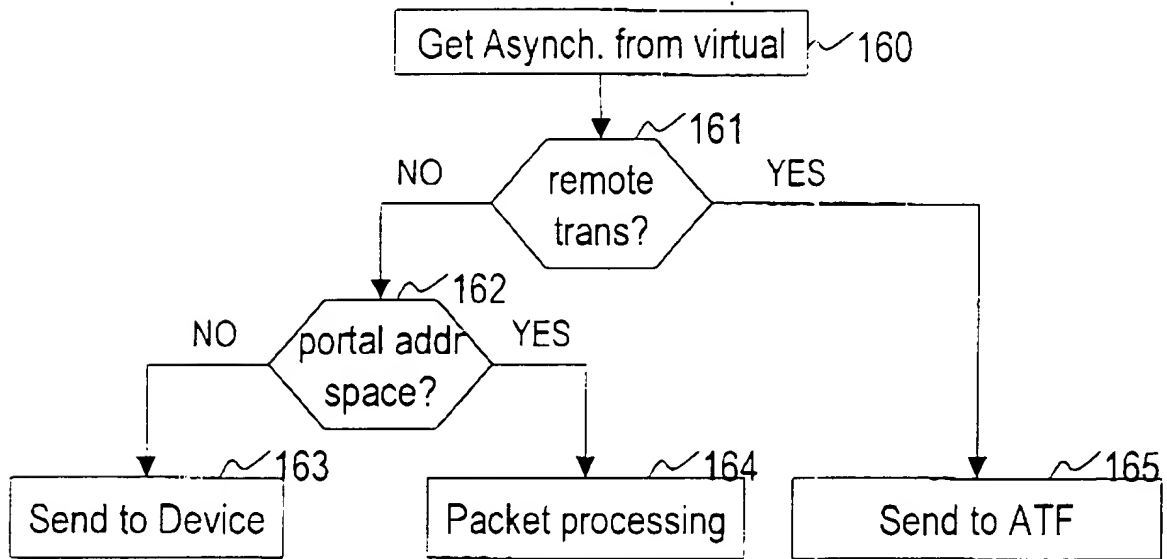 Get Asynch. from virtual
160
161
NO
remote
trans?
YES
162
NO
portal addr
space?
YES
163
164
165
Send to Device
Packet processing
Send to ATF